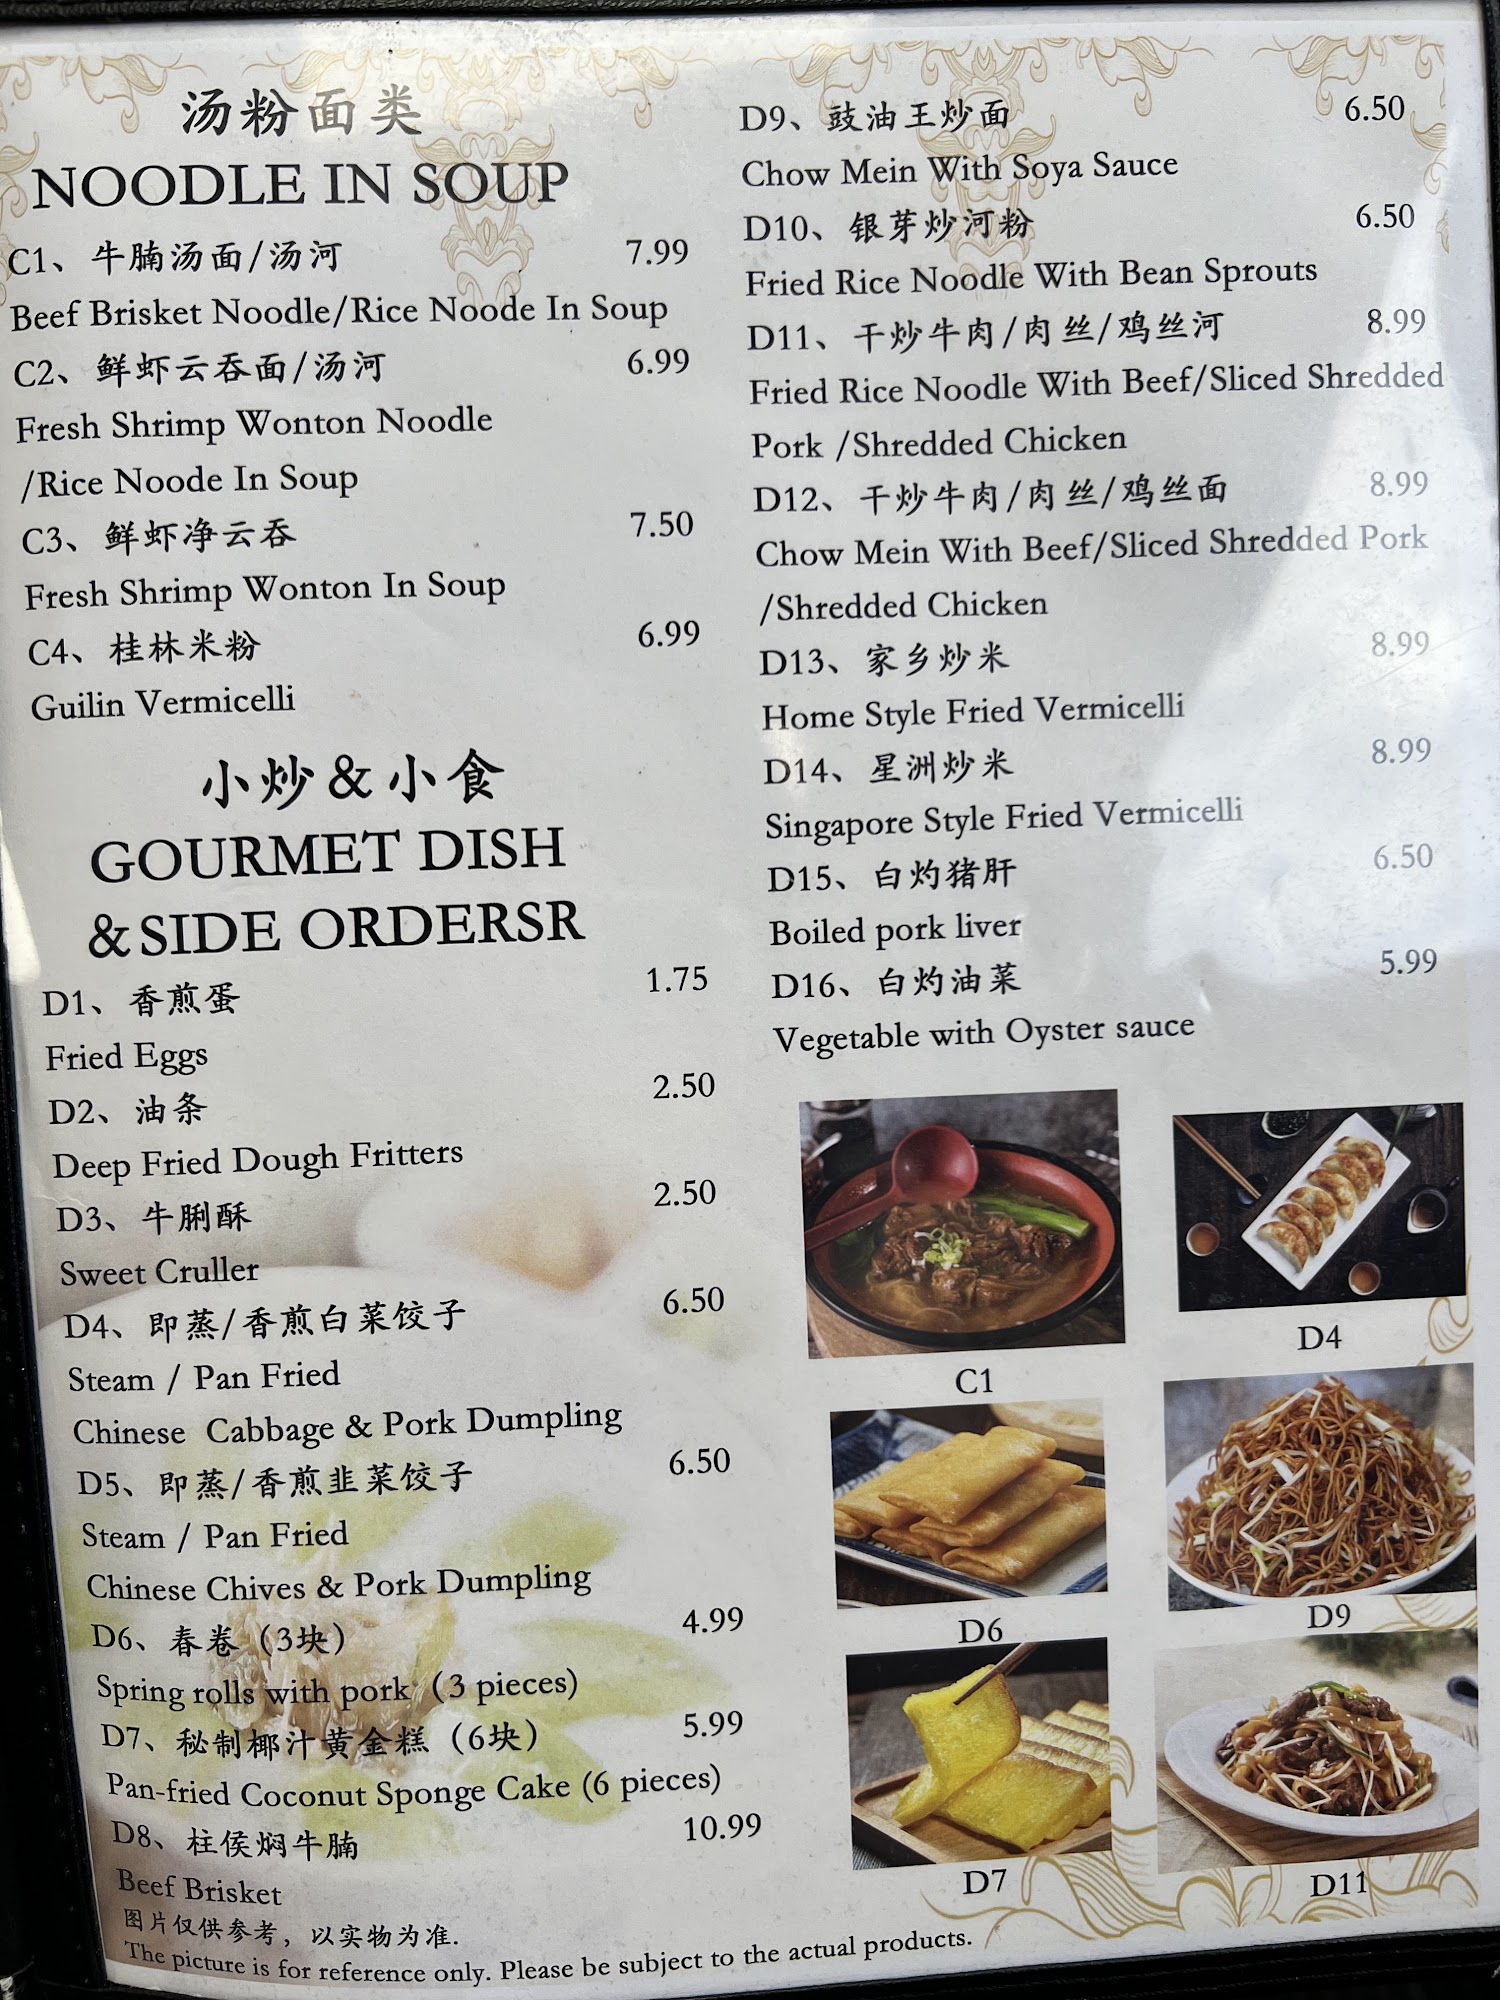 汤粉面类
NOODLE IN SOUP
C1、牛腩汤面/汤河 7.99
Beef Brisket Noodle/Rice Noode In Soup
C2、鲜虾云吞面/汤河 6.99
Fresh Shrimp Wonton Noodle
/Rice Noode In Soup
C3、鲜虾净云吞 7.50
Fresh Shrimp Wonton In Soup
C4、桂林米粉 6.99
Guilin Vermicelli
小炒&小食
GOURMET DISH
&SIDE ORDERSR
D1、香煎蛋 1.75
Fried Eggs
D2、油条 2.50
Deep Fried Dough Fritters
D3、牛脷酥 2.50
Sweet Cruller
D4、即蒸/香煎白菜饺子 6.50
Steam / Pan Fried
Chinese Cabbage & Pork Dumpling
D5、即蒸/香煎韭菜饺子 6.50
Steam / Pan Fried
Chinese Chives & Pork Dumpling
D6、春卷（3块） 4.99
Spring rolls with pork（3 pieces）
D7、秘制椰汁黄金糕（6块） 5.99
Pan-fried Coconut Sponge Cake (6 pieces)
D8、柱侯焖牛腩 10.99
Beef Brisket
图片仅供参考，以实物为准.
The picture is for reference only. Please be subject to the actual products.
D9、豉油王炒面 6.50
Chow Mein With Soya Sauce
D10、银芽炒河粉 6.50
Fried Rice Noodle With Bean Sprouts
D11、干炒牛肉/肉丝/鸡丝河 8.99
Fried Rice Noodle With Beef/Sliced Shredded
Pork /Shredded Chicken
D12、干炒牛肉/肉丝/鸡丝面 8.99
Chow Mein With Beef/Sliced Shredded Pork
/Shredded Chicken
D13、家乡炒米 8.99
Home Style Fried Vermicelli
D14、星洲炒米 8.99
Singapore Style Fried Vermicelli
D15、白灼猪肝 6.50
Boiled pork liver
D16、白灼油菜 5.99
Vegetable with Oyster sauce
C1
D4
D6
D9
D7
D11